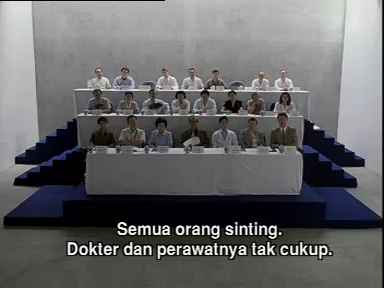 Semua orang sinting.
Dokter dan perawatnya tak cukup.